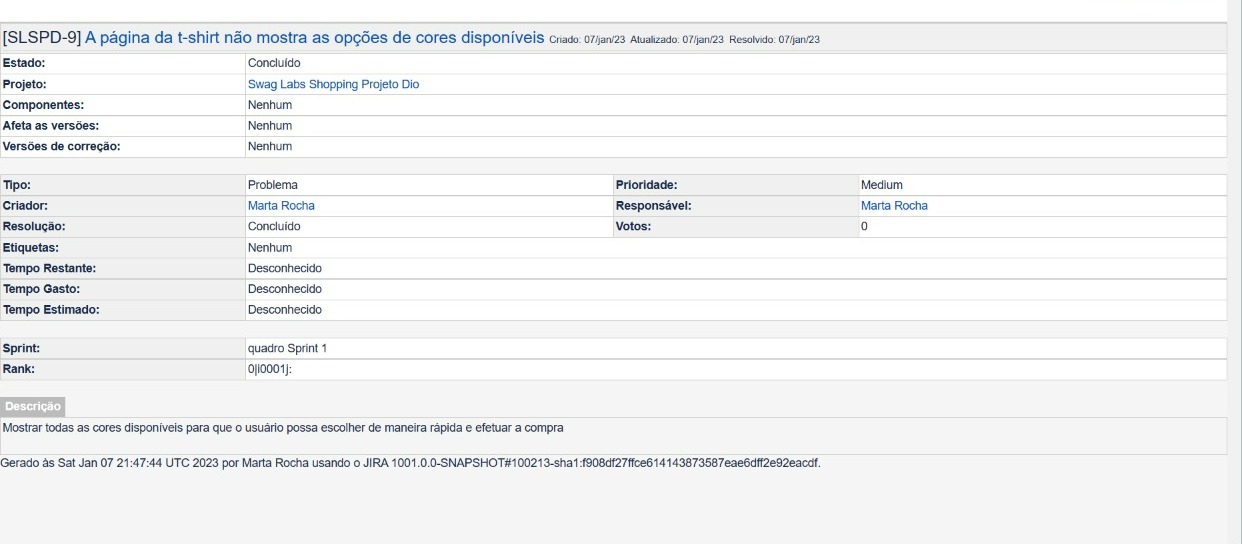 [SLSPD-9] A página da t-shirt não mostra as opções de cores disponíveis Criado: 07/jan/23 Atualizado: 07/jan/23 Resolvido: 07/jan/23
Estado: Concluído
Projeto: Swag Labs Shopping Projeto Dio
Componentes: Nenhum
Afeta as versões: Nenhum
Versões de correção: Nenhum
Tipo: Problema Prioridade: Medium
Criador: Marta Rocha Responsável: Marta Rocha
Resolução: Concluído Votos: 0
Etiquetas: Nenhum
Tempo Restante: Desconhecido
Tempo Gasto: Desconhecido
Tempo Estimado: Desconhecido
Sprint: quadro Sprint 1
Rank: 0|i0001j:
Descrição
Mostrar todas as cores disponíveis para que o usuário possa escolher de maneira rápida e efetuar a compra
Gerado às Sat Jan 07 21:47:44 UTC 2023 por Marta Rocha usando o JIRA 1001.0.0-SNAPSHOT#100213-sha1:f908df27ffce614143873587eae6dff2e92eacdf.